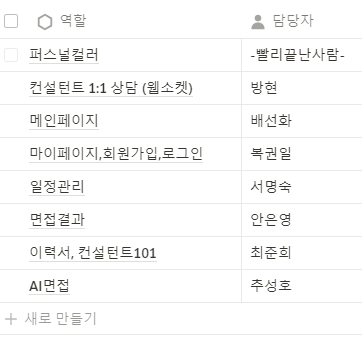 역할 담당자
퍼스널컬러 -빨리끝난사람-
컨설턴트 1:1 상담 (웹소켓) 방현
메인페이지 배선화
마이페이지,회원가입,로그인 복권일
일정관리 서명숙
면접결과 안은영
이력서, 컨설턴트101 최준희
AI면접 추성호
새로 만들기